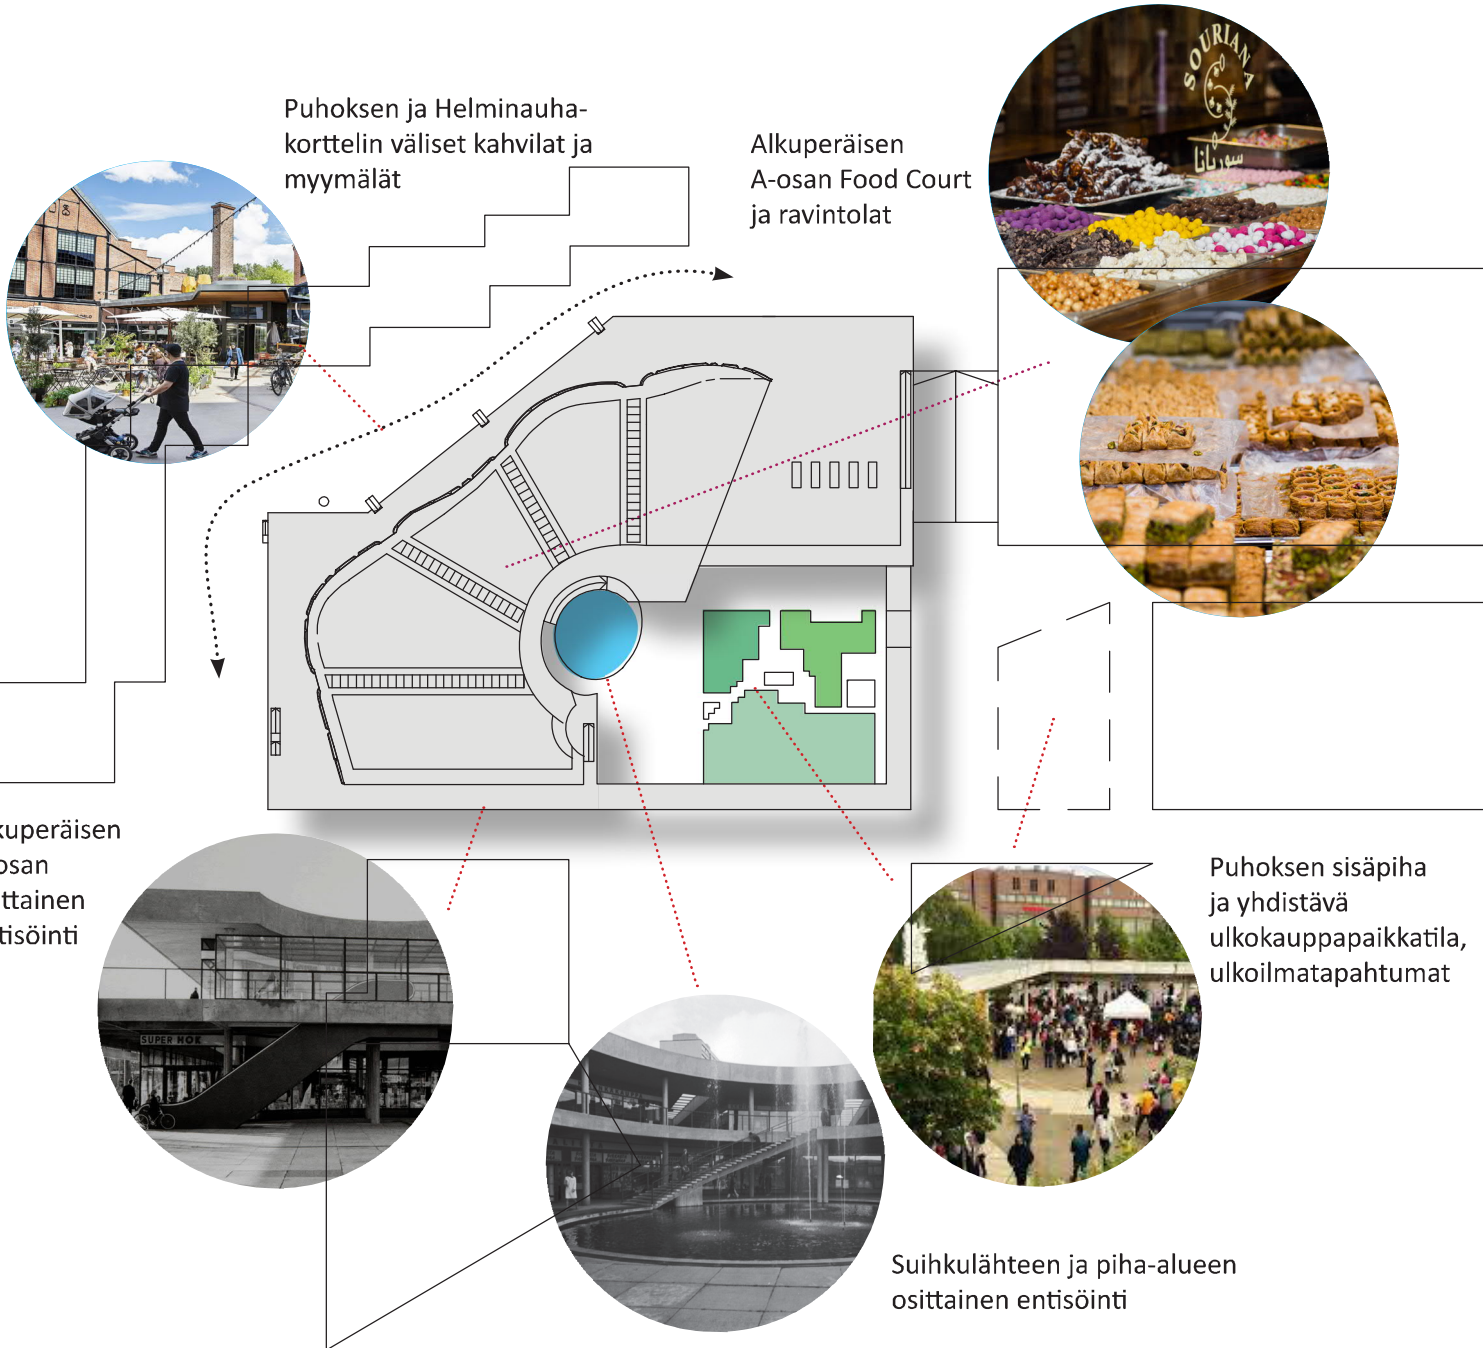 Puhoksen ja Helminauha-
korttelin väliset kahvilat ja
myymälät
Alkuperäisen
A-osan Food Court
ja ravintolat
SOURIANA
سوريانا
kuperäisen
osan
ttainen
tisöinti
SUPER
Puhoksen sisäpiha
ja yhdistävä
ulkokauppapaikkatila,
ulkoilmatapahtumat
Suihkulähteen ja piha-alueen
osittainen entisöinti